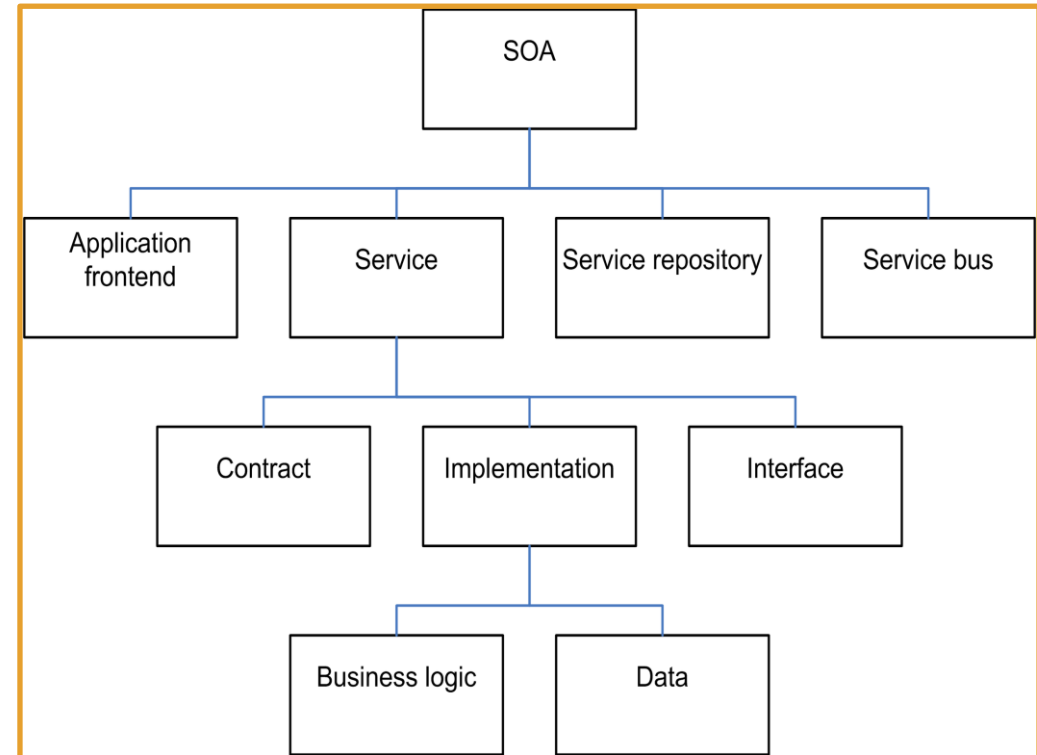 SOA
Application
frontend
Service
Service repository
Service bus
Contract
Implementation
Interface
Business logic
Data